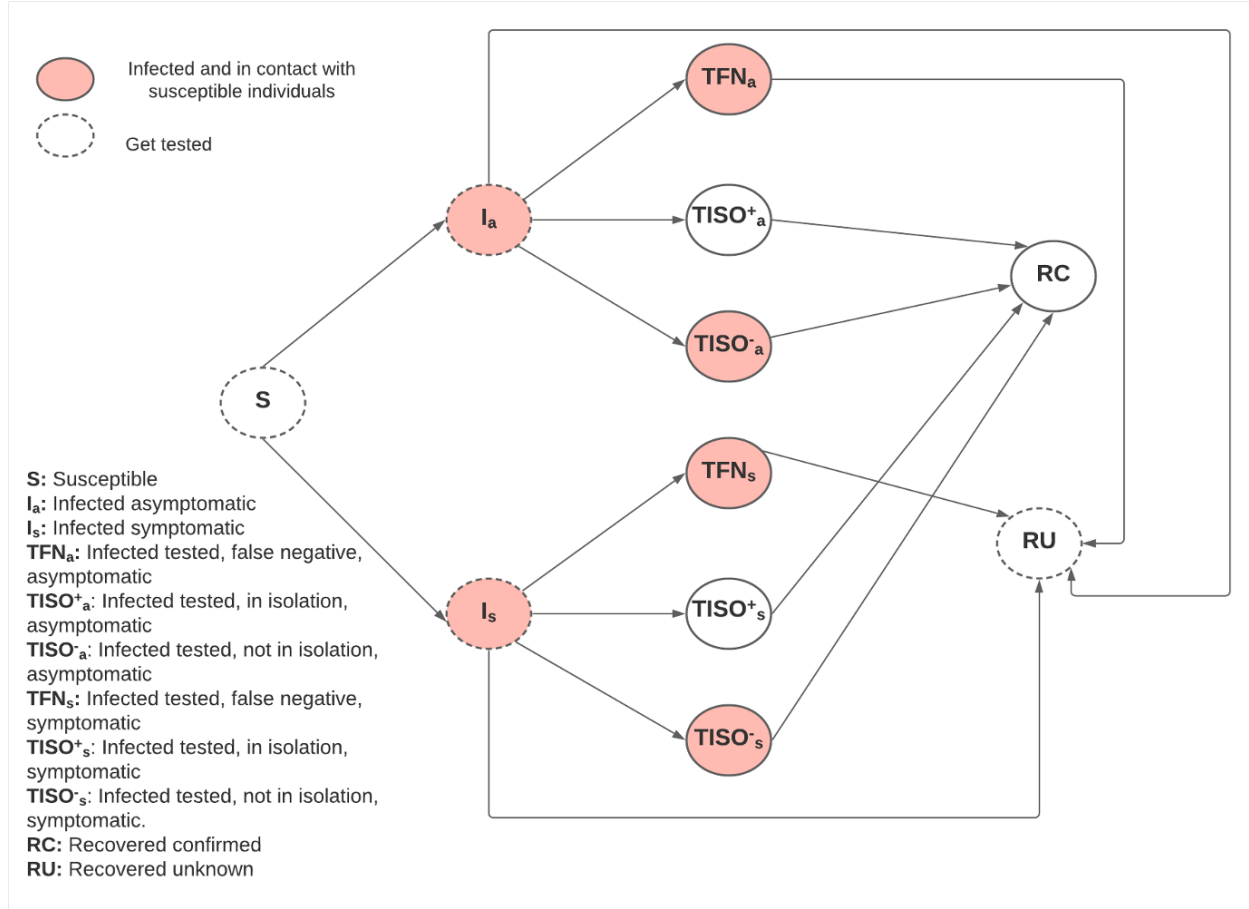 Infected and in contact with
susceptible individuals
Get tested
TFNₐ
Iₐ
TISO⁺ₐ
TISO⁻ₐ
RC
S
TFNₛ
RU
Iₛ
TISO⁺ₛ
TISO⁻ₛ
S: Susceptible
Iₐ: Infected asymptomatic
Iₛ: Infected symptomatic
TFNₐ: Infected tested, false negative,
asymptomatic
TISO⁺ₐ: Infected tested, in isolation,
asymptomatic
TISO⁻ₐ: Infected tested, not in isolation,
asymptomatic
TFNₛ: Infected tested, false negative,
symptomatic
TISO⁺ₛ: Infected tested, in isolation,
symptomatic
TISO⁻ₛ: Infected tested, not in isolation,
symptomatic.
RC: Recovered confirmed
RU: Recovered unknown